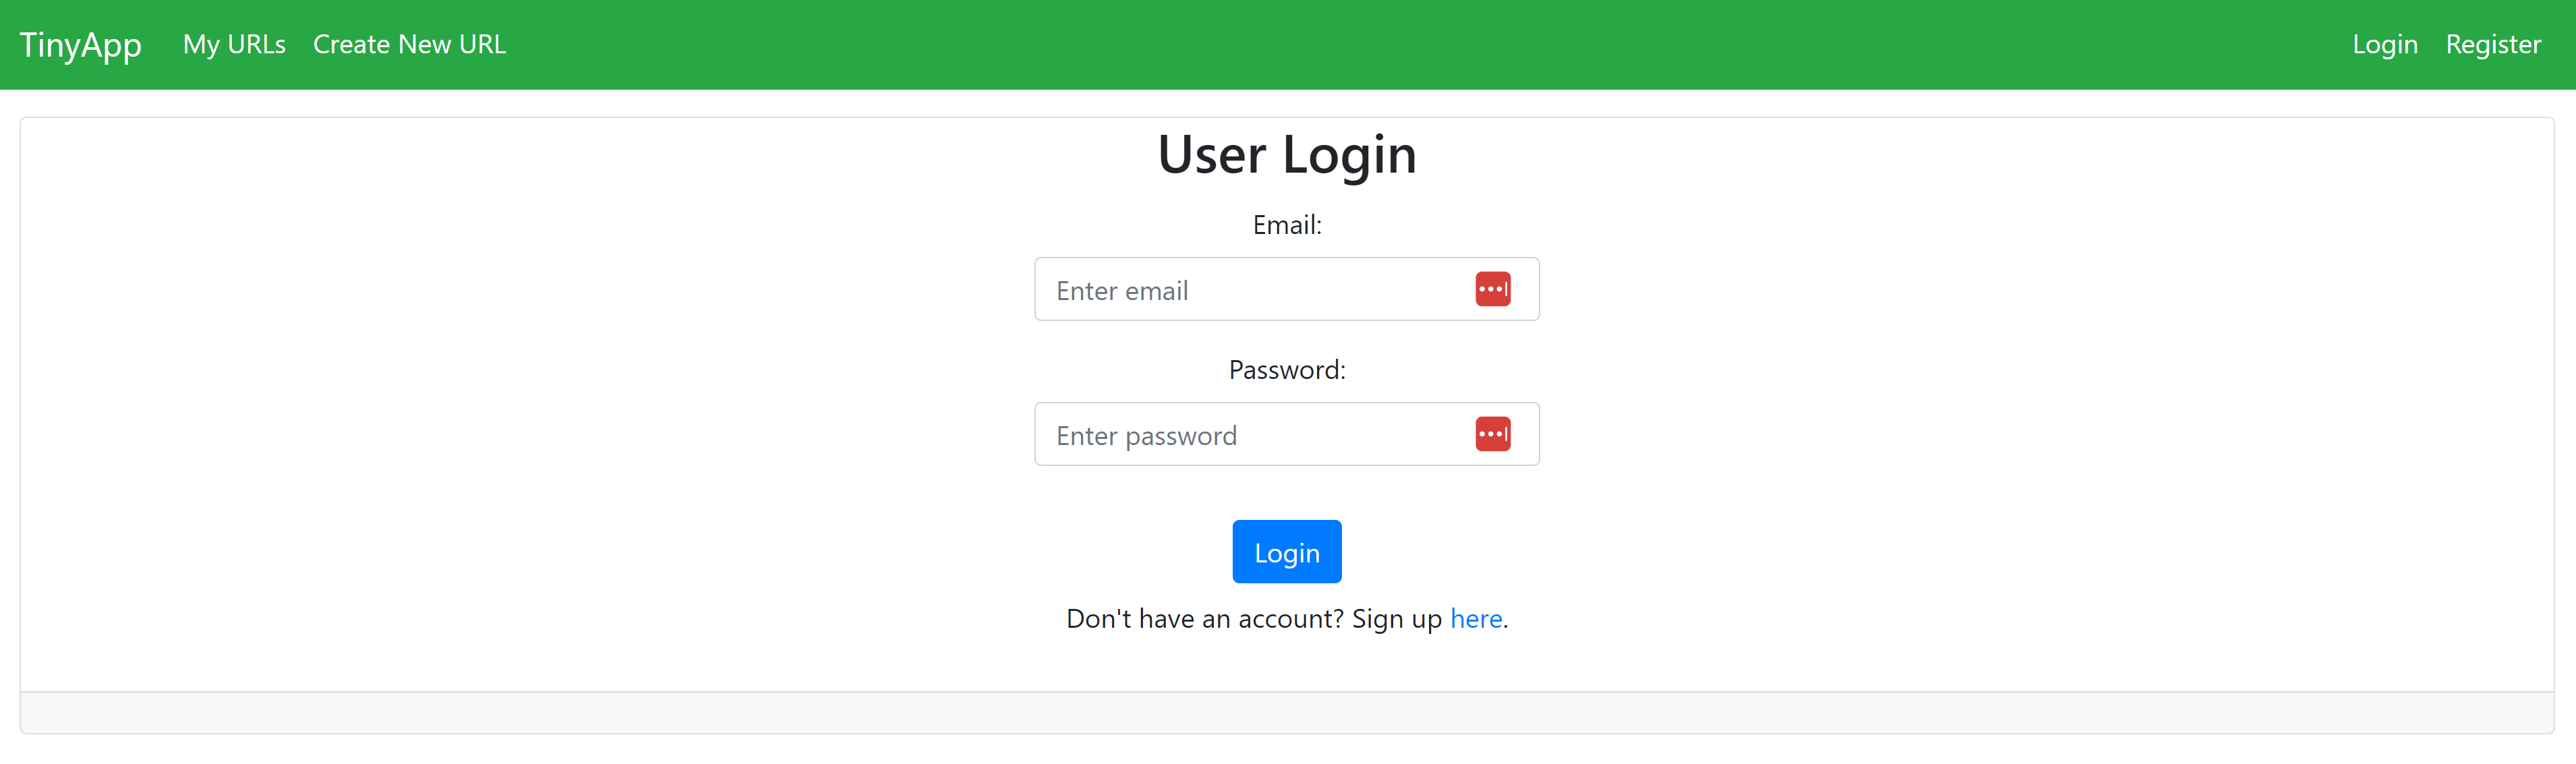 TinyApp My URLs Create New URL Login Register
User Login
Email:
Enter email
Password:
Enter password
Login
Don't have an account? Sign up here.